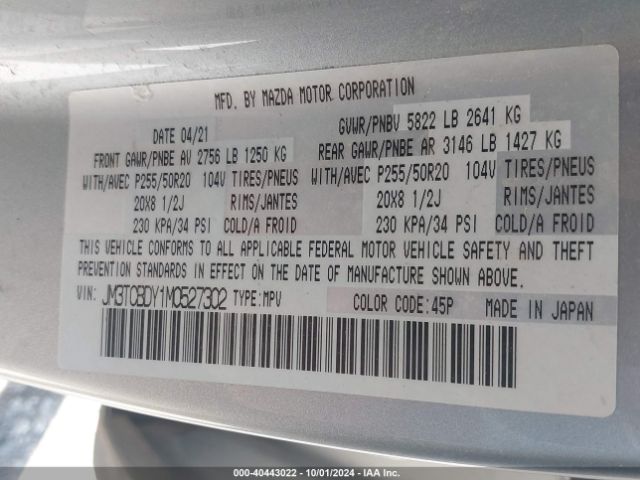 MFD. BY MAZDA MOTOR CORPORATION
DATE 04/21 GVWR/PNBV 5822 LB 2641 KG
FRONT GAWR/PNBE AV 2756 LB 1250 KG REAR GAWR/PNBE AR 3146 LB 1427 KG
WITH/AVEC P255/50R20 104V TIRES/PNEUS WITH/AVEC P255/50R20 104V TIRES/PNEUS
20X8 1/2J RIMS/JANTES 20X8 1/2J RIMS/JANTES
230 KPA/34 PSI COLD/A FROID 230 KPA/34 PSI COLD/A FROID
THIS VEHICLE CONFORMS TO ALL APPLICABLE FEDERAL MOTOR VEHICLE SAFETY AND THEFT
PREVENTION STANDARDS IN EFFECT ON THE DATE OF MANUFACTURE SHOWN ABOVE.
VIN: JM3TCBDY1M0527302 TYPE:MPV COLOR CODE:45P MADE IN JAPAN
000-40443022 - 10/01/2024 - IAA Inc.